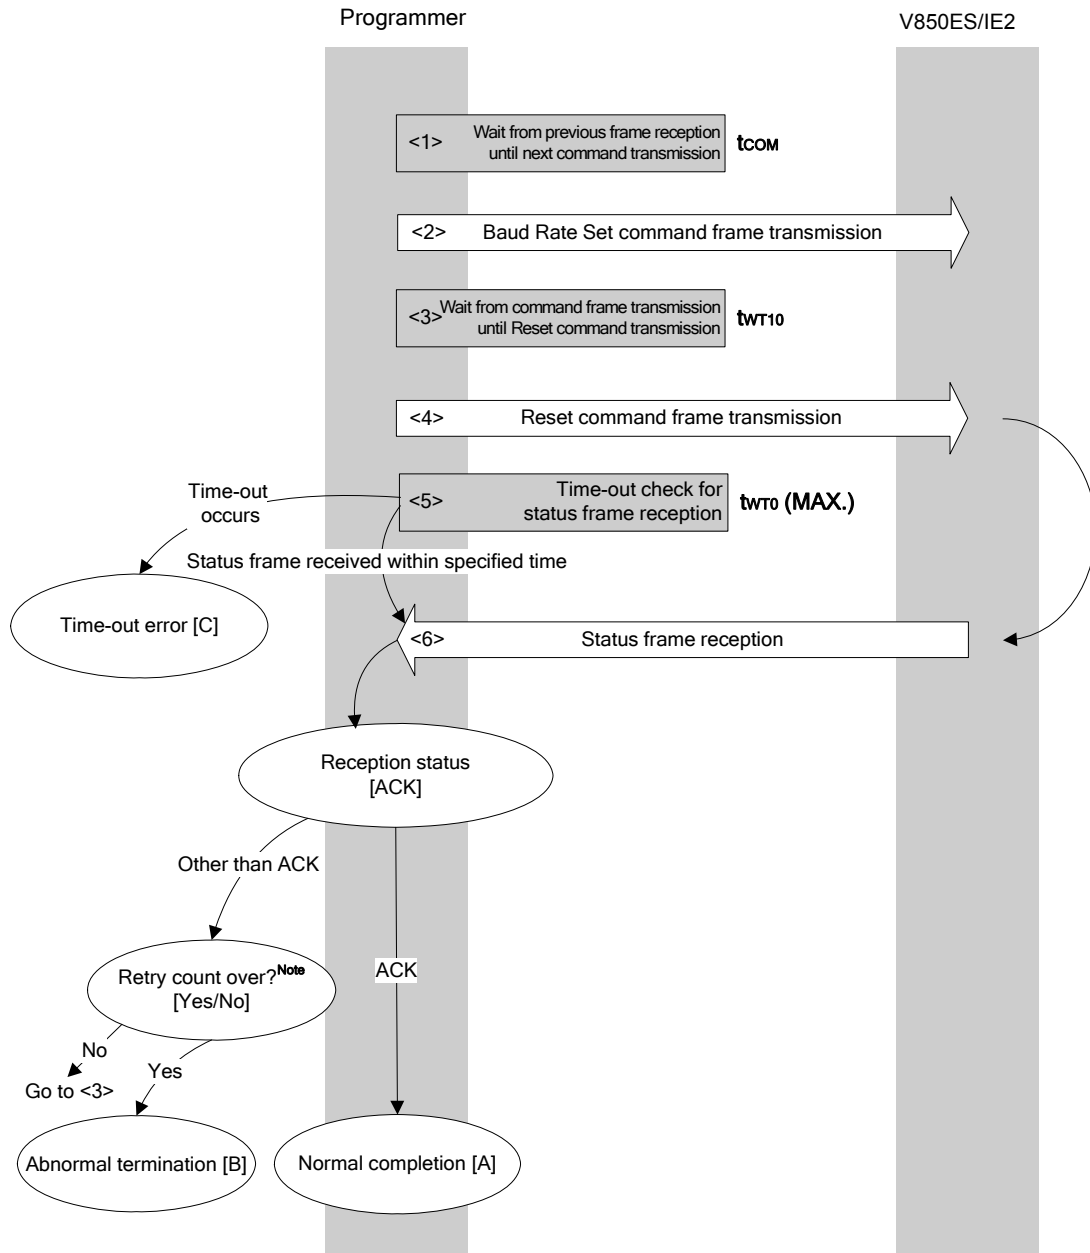 Programmer
V850ES/IE2
<1> Wait from previous frame reception
until next command transmission
tCOM
<2> Baud Rate Set command frame transmission
<3> Wait from command frame transmission
until Reset command transmission
tWT10
<4> Reset command frame transmission
Time-out
occurs
<5> Time-out check for
status frame reception
tWT0 (MAX.)
Status frame received within specified time
Time-out error [C]
<6> Status frame reception
Reception status
[ACK]
Other than ACK
ACK
Retry count over?Note
[Yes/No]
No
Yes
Go to <3>
Abnormal termination [B]
Normal completion [A]